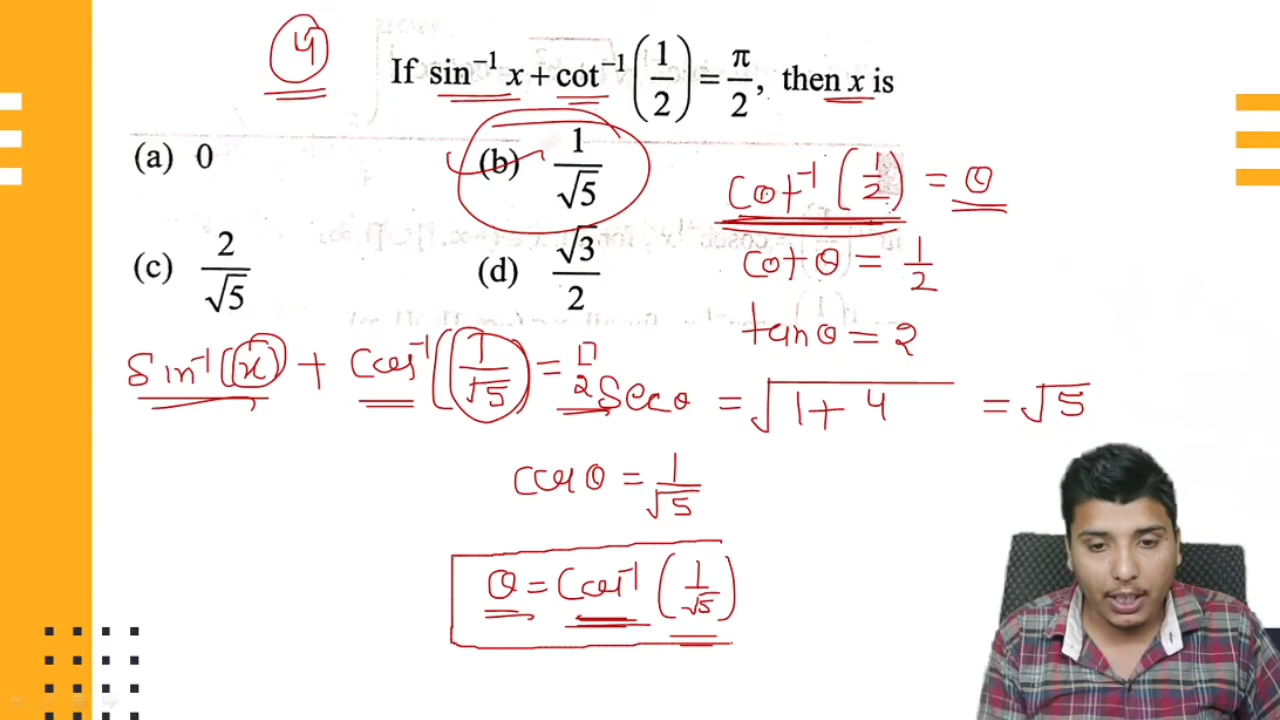 4
If sin⁻¹ x + cot⁻¹ (1/2) = π/2, then x is
(a) 0
(b) 1/√5
(c) 2/√5
(d) √3/2
cot⁻¹ (1/2) = θ
cot θ = 1/2
tan θ = 2
sec θ = √(1+4) = √5
cos θ = 1/√5
θ = cos⁻¹ (1/√5)
sin⁻¹(x) + cos⁻¹(1/√5) = π/2